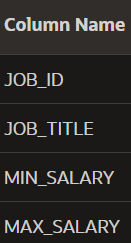 Column Name
JOB_ID
JOB_TITLE
MIN_SALARY
MAX_SALARY